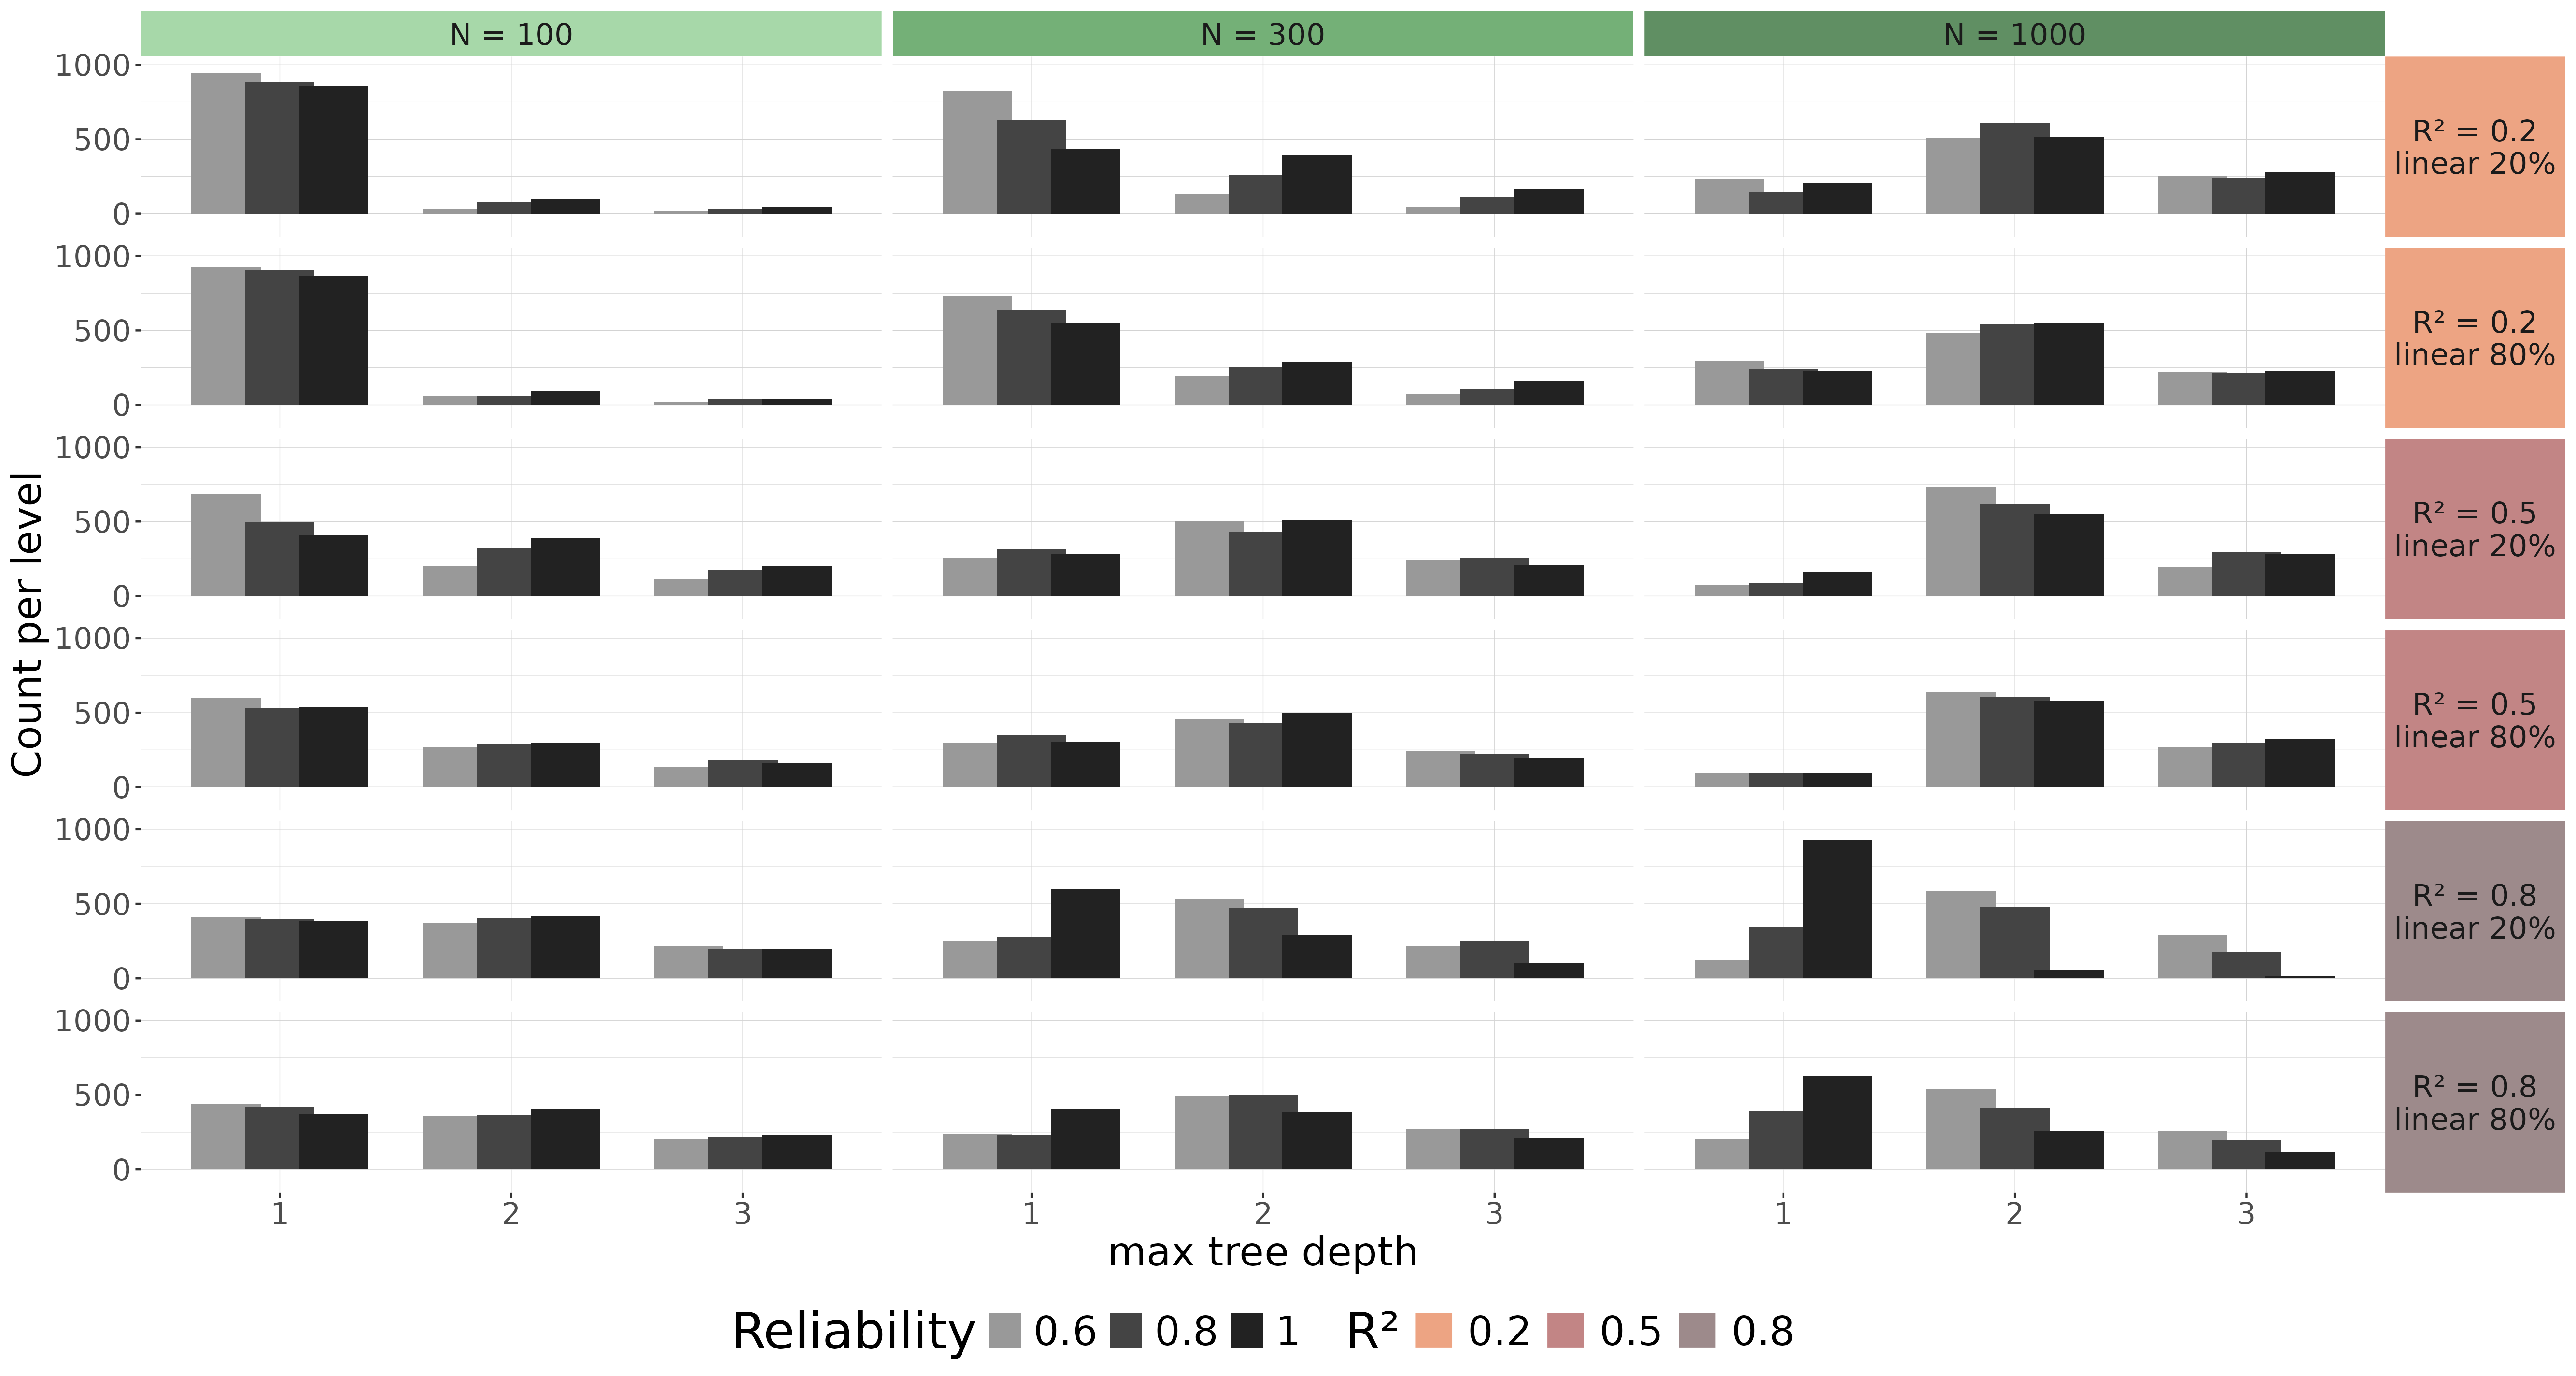 N = 100
N = 300
N = 1000
1000
500
0
R² = 0.2
linear 20%
1000
500
0
R² = 0.2
linear 80%
1000
500
0
R² = 0.5
linear 20%
1000
500
0
R² = 0.5
linear 80%
1000
500
0
R² = 0.8
linear 20%
1000
500
0
R² = 0.8
linear 80%
Count per level
1 2 3 1 2 3 1 2 3
max tree depth
Reliability 0.6 0.8 1 R² 0.2 0.5 0.8